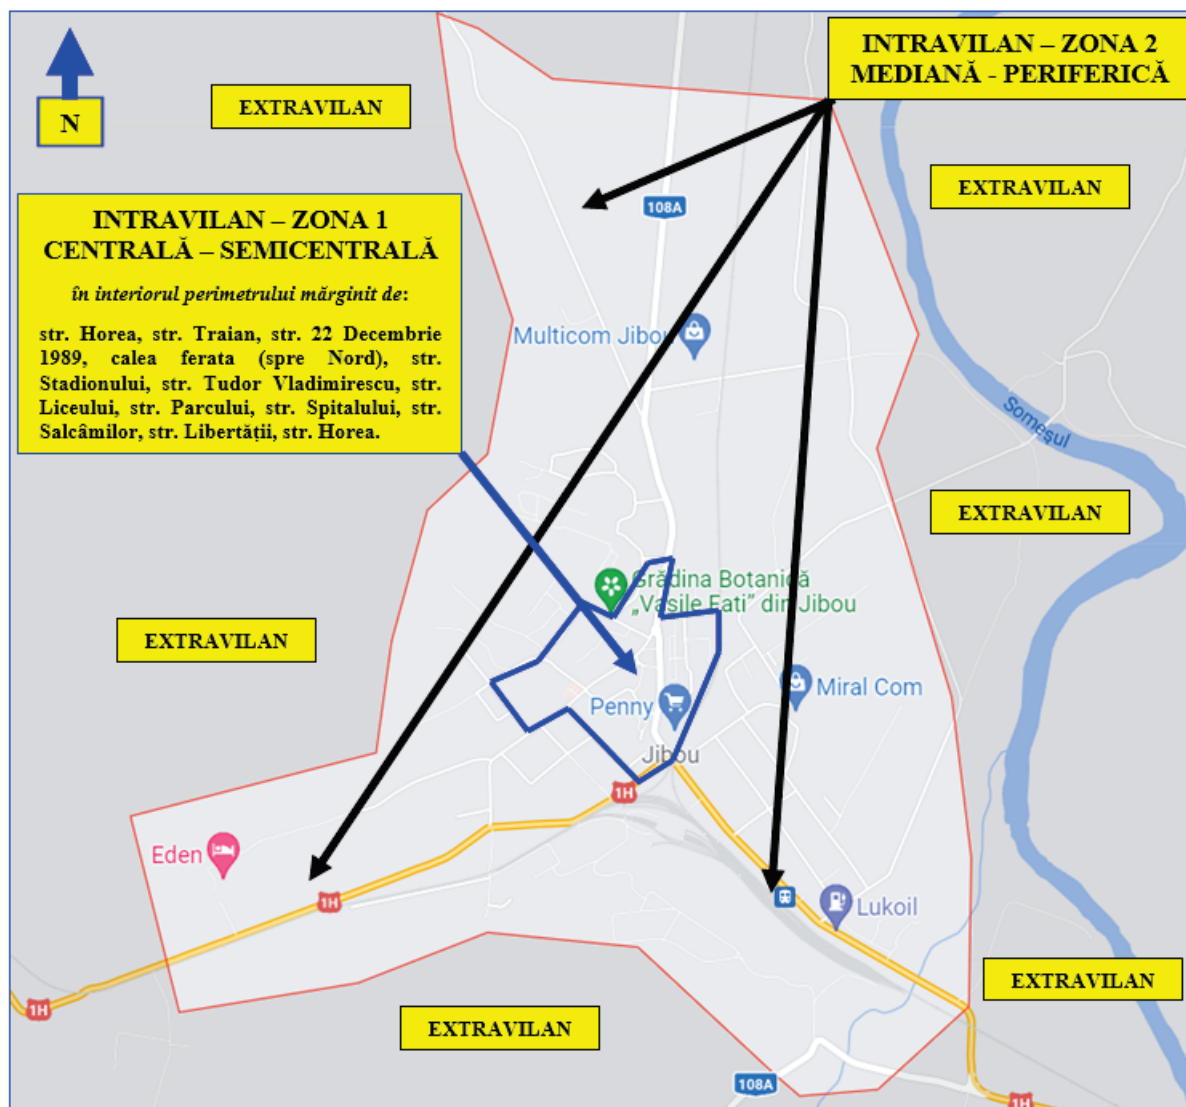 INTRAVILAN – ZONA 2
MEDIANĂ - PERIFERICĂ
N
EXTRAVILAN
EXTRAVILAN
INTRAVILAN – ZONA 1
CENTRALĂ – SEMICENTRALĂ
în interiorul perimetrului mărginit de:
str. Horea, str. Traian, str. 22 Decembrie
1989, calea ferata (spre Nord), str.
Stadionului, str. Tudor Vladimirescu, str.
Liceului, str. Parcului, str. Spitalului, str.
Salcâmilor, str. Libertății, str. Horea.
108A
Multicom Jibou
Someșul
EXTRAVILAN
Grădina Botanică
„Vasile Fati” din Jibou
EXTRAVILAN
Miral Com
Penny
Jibou
1H
Eden
1H
Lukoil
EXTRAVILAN
1H
EXTRAVILAN
108A
1H